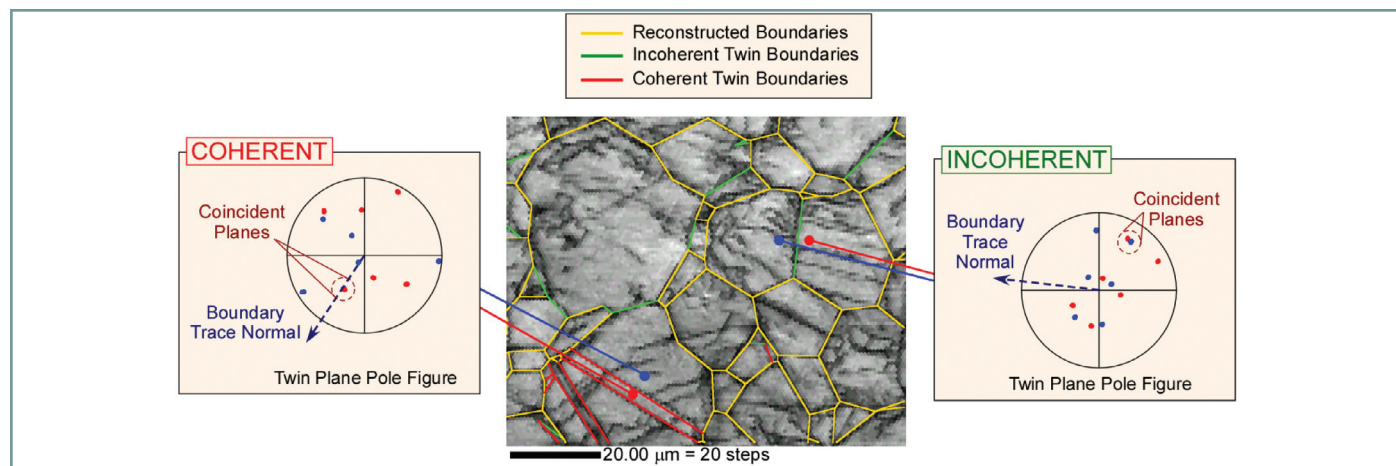 Reconstructed Boundaries
Incoherent Twin Boundaries
Coherent Twin Boundaries
COHERENT
Coincident
Planes
Boundary
Trace Normal
Twin Plane Pole Figure
INCOHERENT
Coincident
Planes
Boundary
Trace
Normal
Twin Plane Pole Figure
20.00 μm = 20 steps